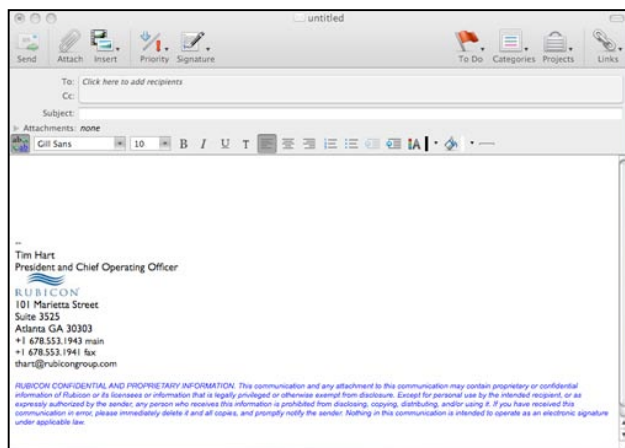 untitled
Send Attach Insert Priority Signature To Do Categories Projects Links
To: Click here to add recipients
Cc:
Subject:
Attachments: none
abc Gill Sans 10 B I U T A
--
Tim Hart
President and Chief Operating Officer
RUBICON
101 Marietta Street
Suite 3525
Atlanta GA 30303
+1 678.553.1943 main
+1 678.553.1941 fax
thart@rubicongroup.com
RUBICON CONFIDENTIAL AND PROPRIETARY INFORMATION. This communication and any attachment to this communication may contain proprietary or confidential
information of Rubicon or its licensees or information that is legally privileged or otherwise exempt from disclosure. Except for personal use by the intended recipient, or as
expressly authorized by the sender, any person who receives this information is prohibited from disclosing, copying, distributing, and/or using it. If you have received this
communication in error, please immediately delete it and all copies, and promptly notify the sender. Nothing in this communication is intended to operate as an electronic signature
under applicable law.